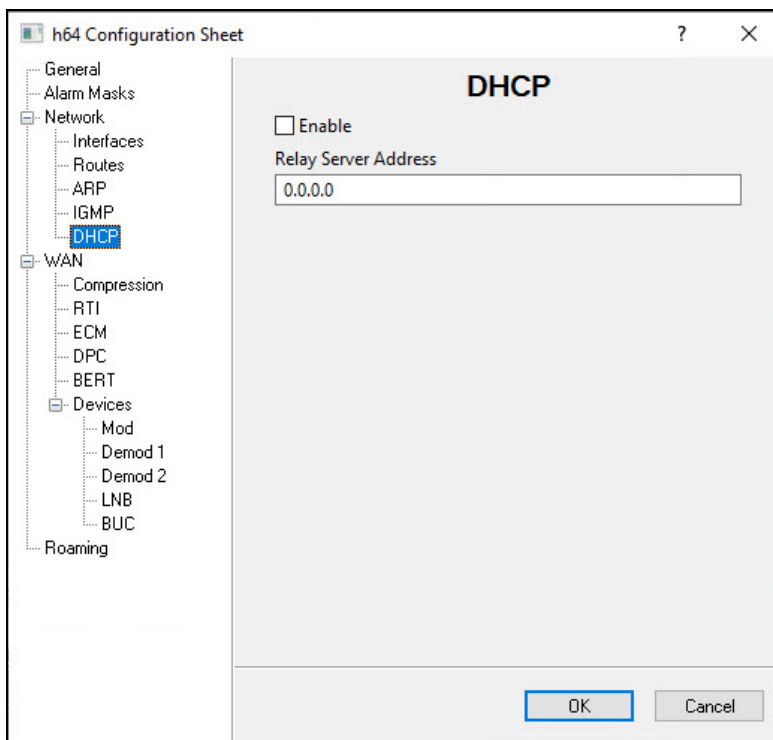 h64 Configuration Sheet
?
General
Alarm Masks
Network
Interfaces
Routes
ARP
IGMP
DHCP
WAN
Compression
RTI
ECM
DPC
BERT
Devices
Mod
Demod 1
Demod 2
LNB
BUC
Roaming
DHCP
Enable
Relay Server Address
0.0.0.0
OK
Cancel